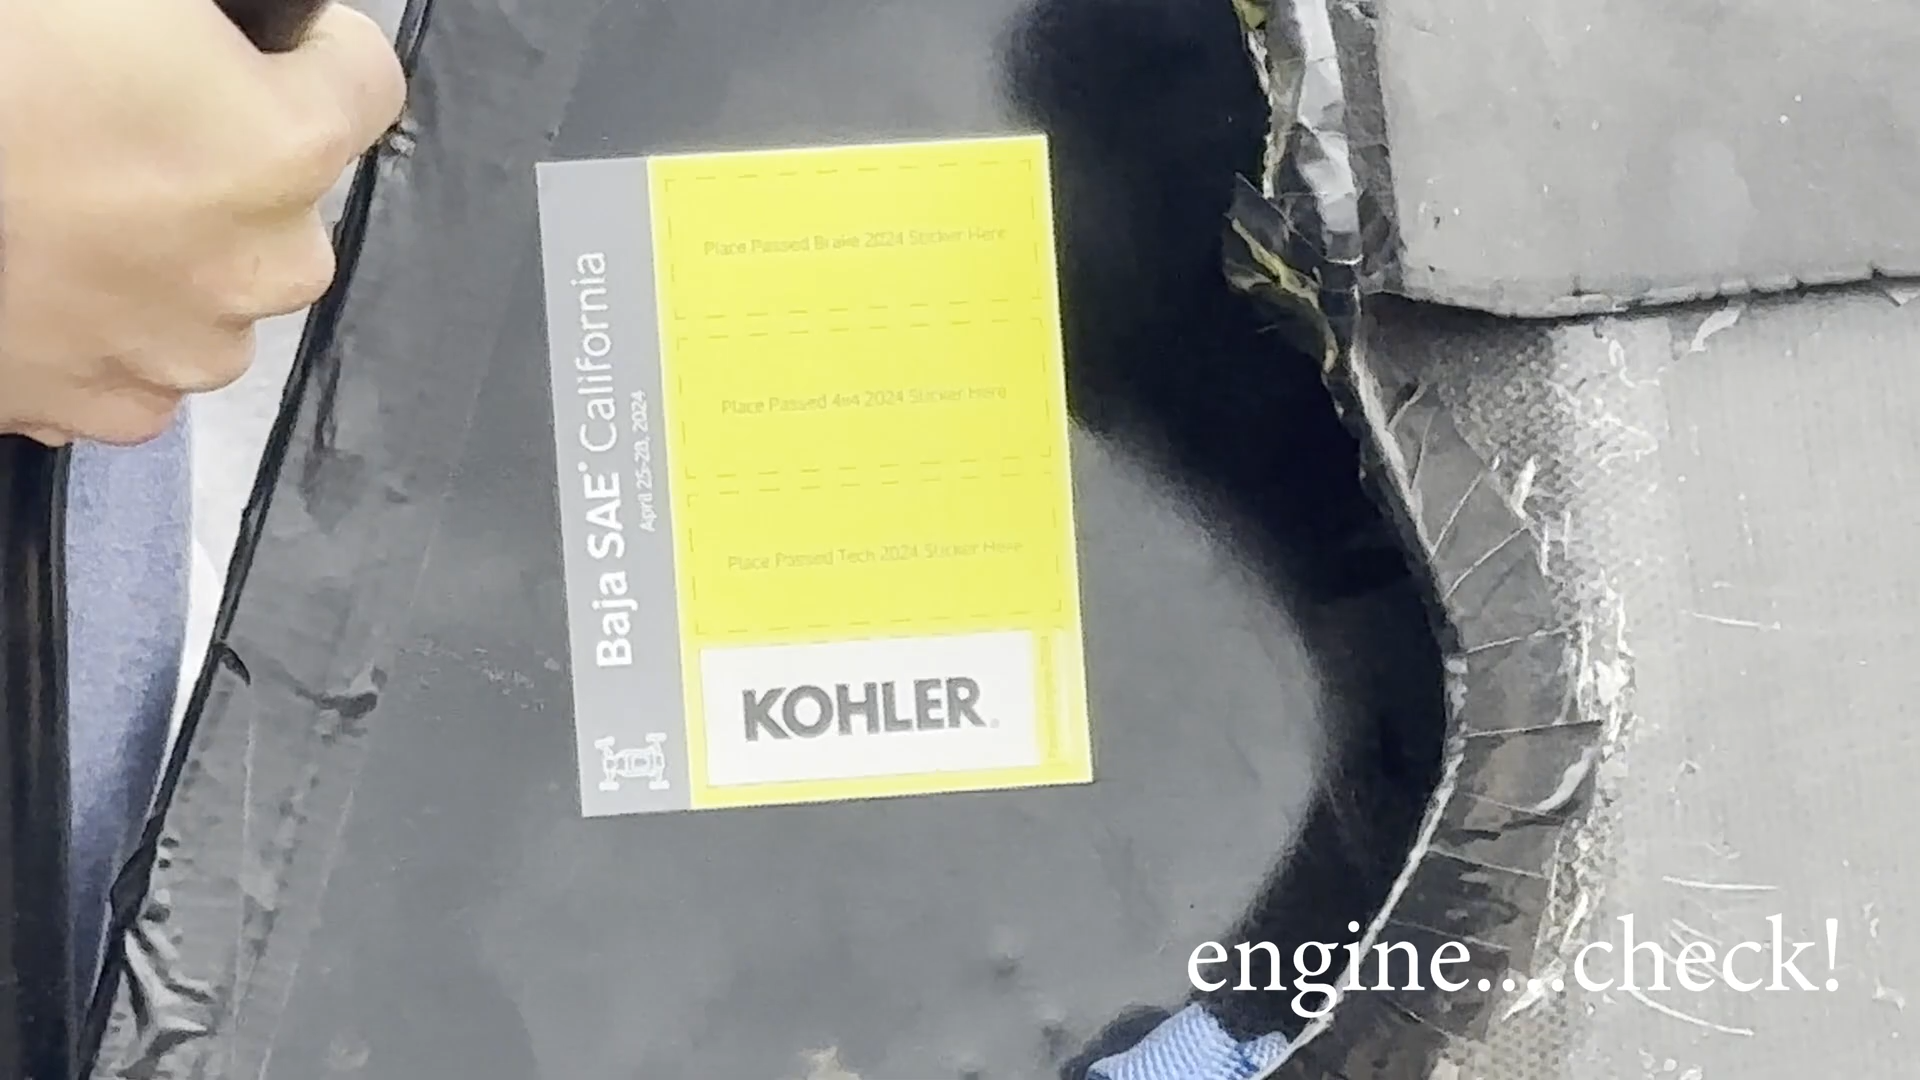 Baja SAE® California
April 25-28, 2024
Place Passed Brake 2024 Sticker Here
Place Passed 4x4 2024 Sticker Here
Place Passed Tech 2024 Sticker Here
KOHLER®
engine....check!